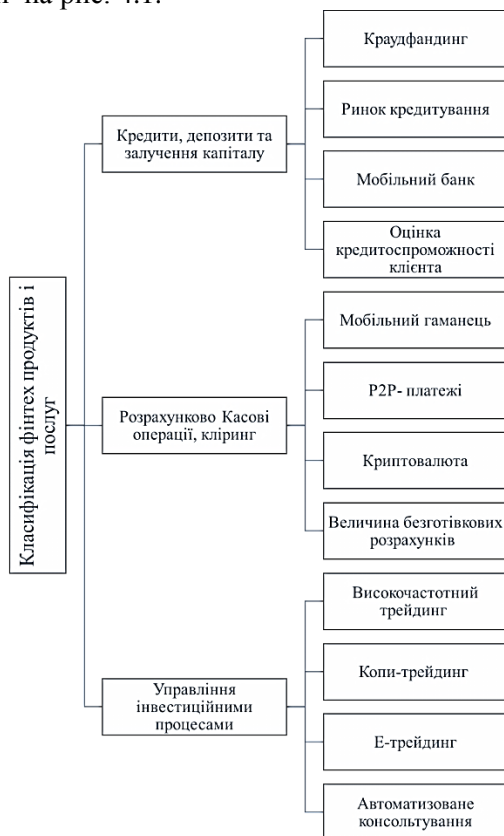 на рис. 4.1.
Краудфандинг
Ринок кредитування
Кредити, депозити та
залучення капіталу
Мобільний банк
Оцінка
кредитоспроможності
клієнта
Класифікація фінтех продуктів і
послуг
Мобільний гаманець
P2P- платежі
Розрахунково Касові
операції, кліринг
Криптовалюта
Величина безготівкових
розрахунків
Високочастотний
трейдинг
Копи-трейдинг
Управління
інвестиційними
процесами
Е-трейдинг
Автоматизоване
консольтування